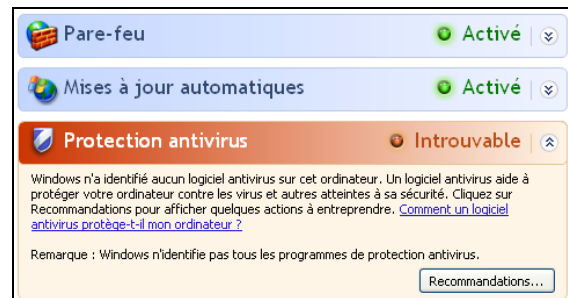 Pare-feu Activé
Mises à jour automatiques Activé
Protection antivirus Introuvable
Windows n'a identifié aucun logiciel antivirus sur cet ordinateur. Un logiciel antivirus aide à
protéger votre ordinateur contre les virus et autres atteintes à sa sécurité. Cliquez sur
Recommandations pour afficher quelques actions à entreprendre. Comment un logiciel
antivirus protège-t-il mon ordinateur ?
Remarque : Windows n'identifie pas tous les programmes de protection antivirus.
Recommandations...